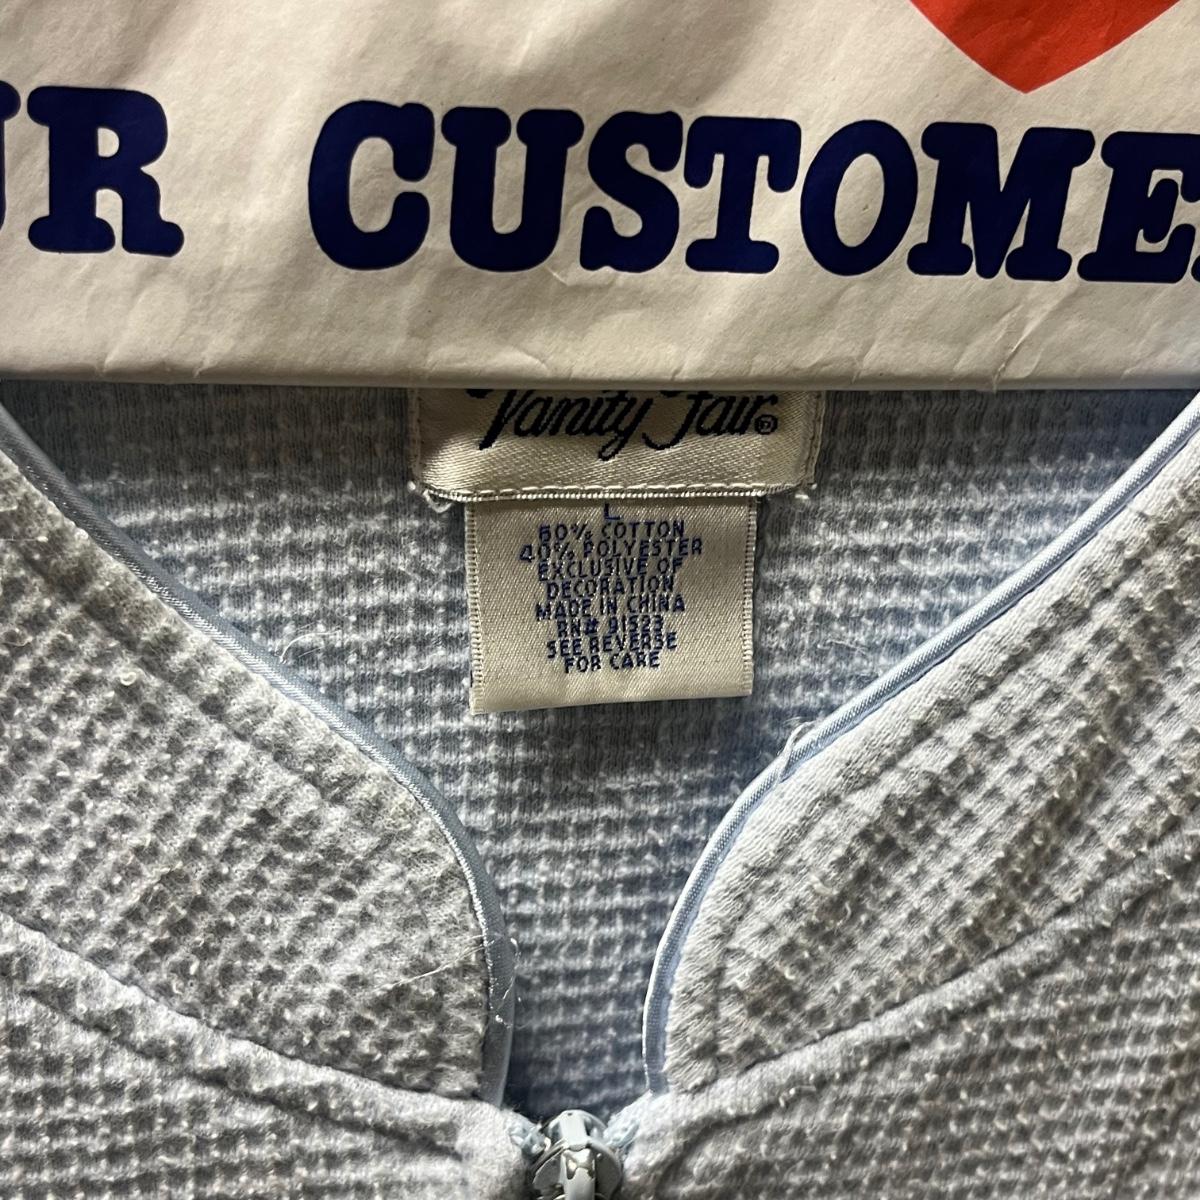 UR CUSTOME
Vanity Fair®
L
60% COTTON
40% POLYESTER
EXCLUSIVE OF
DECORATION
MADE IN CHINA
RN# 91523
SEE REVERSE
FOR CARE